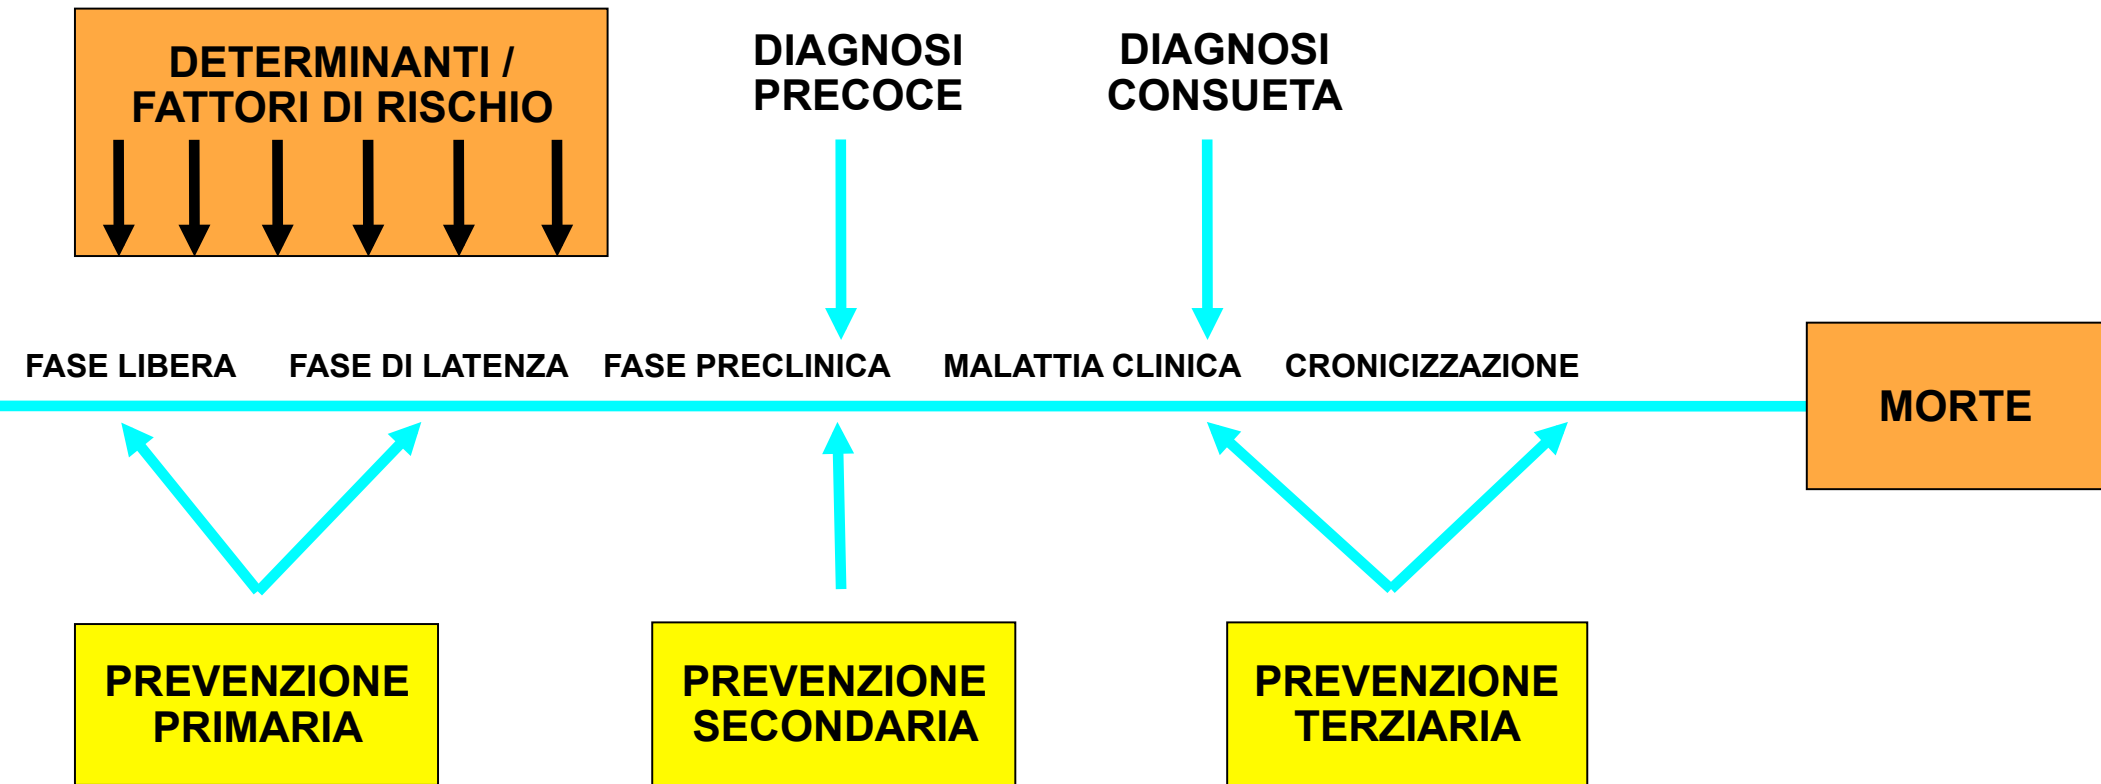 DETERMINANTI /
FATTORI DI RISCHIO
DIAGNOSI
PRECOCE
DIAGNOSI
CONSUETA
FASE LIBERA
FASE DI LATENZA
FASE PRECLINICA
MALATTIA CLINICA
CRONICIZZAZIONE
MORTE
PREVENZIONE
PRIMARIA
PREVENZIONE
SECONDARIA
PREVENZIONE
TERZIARIA